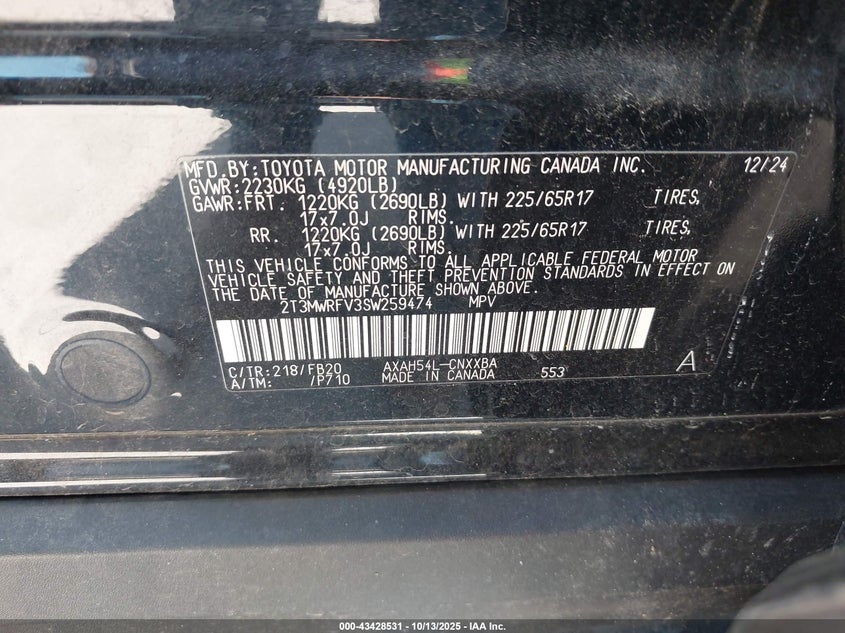 MFD.BY:TOYOTA MOTOR MANUFACTURING CANADA INC. 12/24
GVWR:2230KG (4920LB)
GAWR:FRT. 1220KG (2690LB) WITH 225/65R17 TIRES,
17x7.0J RIMS.
RR. 1220KG (2690LB) WITH 225/65R17 TIRES,
17x7.0J RIMS.
THIS VEHICLE CONFORMS TO ALL APPLICABLE FEDERAL MOTOR
VEHICLE SAFETY AND THEFT PREVENTION STANDARDS IN EFFECT ON
THE DATE OF MANUFACTURE SHOWN ABOVE.
2T3MWRFV3SW259474 MPV
C/TR:218/FB20 AXAH54L-CNXXBA A
A/TM: /P710 MADE IN CANADA 553
000-43428531 - 10/13/2025 - IAA Inc.